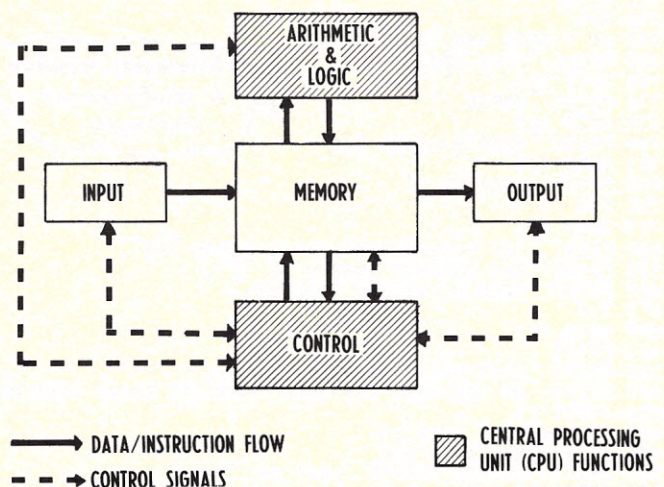 ARITHMETIC
&
LOGIC
INPUT
MEMORY
OUTPUT
CONTROL
DATA/INSTRUCTION FLOW
CONTROL SIGNALS
CENTRAL PROCESSING
UNIT (CPU) FUNCTIONS